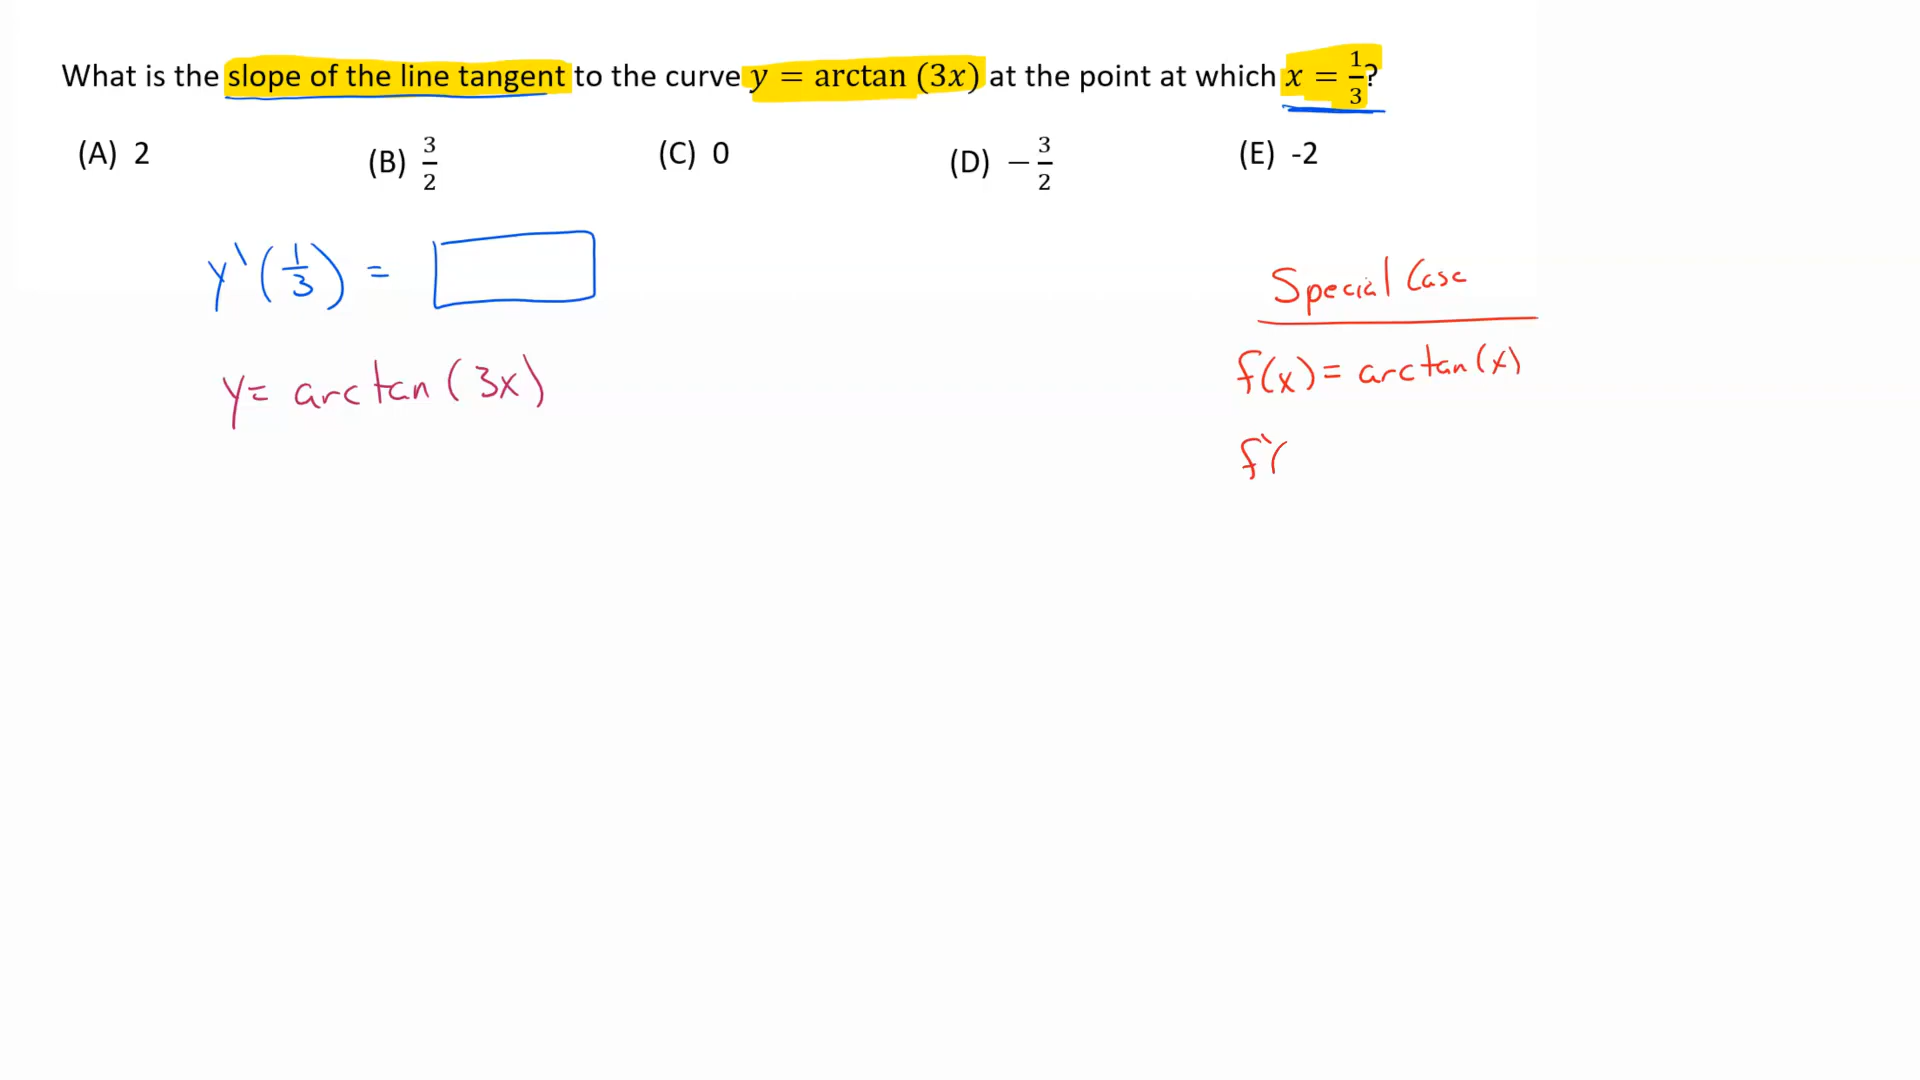 What is the slope of the line tangent to the curve y = arctan (3x) at the point at which x = 1/3?
(A) 2 (B) 3/2 (C) 0 (D) −3/2 (E) -2
y'(1/3) =
Special Case
f(x) = arctan(x)
y = arctan(3x)
f'(